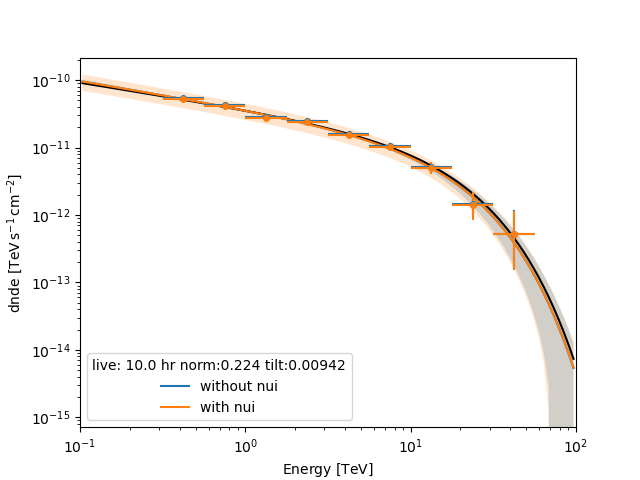 10⁻¹⁰
10⁻¹¹
10⁻¹²
10⁻¹³
10⁻¹⁴
10⁻¹⁵
dnde [TeV s⁻¹ cm⁻²]
live: 10.0 hr norm:0.224 tilt:0.00942
without nui
with nui
10⁻¹ 10⁰ 10¹ 10²
Energy [TeV]